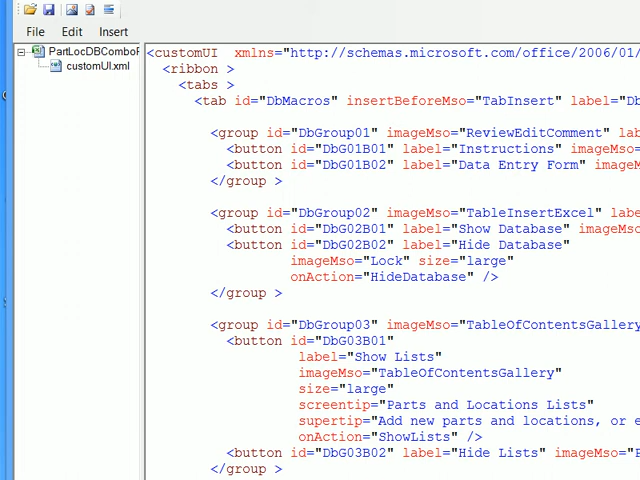 File Edit Insert
PartLocDBCombo
customUI.xml
<customUI xmlns="http://schemas.microsoft.com/office/2006/01/
<ribbon >
<tabs >
<tab id="DbMacros" insertBeforeMso="TabInsert" label="Db
<group id="DbGroup01" imageMso="ReviewEditComment" lab
<button id="DbG01B01" label="Instructions" imageMso=
<button id="DbG01B02" label="Data Entry Form" imageM
</group >
<group id="DbGroup02" imageMso="TableInsertExcel" labe
<button id="DbG02B01" label="Show Database" imageMso
<button id="DbG02B02" label="Hide Database"
imageMso="Lock" size="large"
onAction="HideDatabase" />
</group >
<group id="DbGroup03" imageMso="TableOfContentsGallery
<button id="DbG03B01"
label="Show Lists"
imageMso="TableOfContentsGallery"
size="large"
screentip="Parts and Locations Lists"
supertip="Add new parts and locations, or e
onAction="ShowLists" />
<button id="DbG03B02" label="Hide Lists" imageMso="
</group >